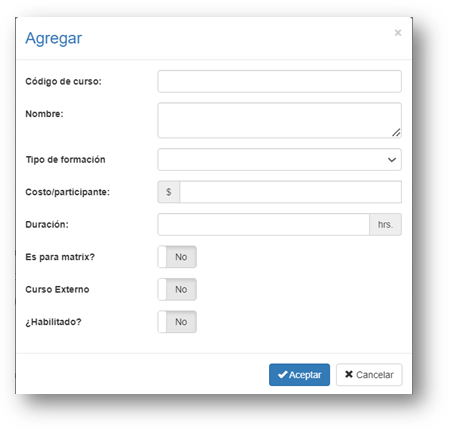 Agregar ×
Código de curso:
Nombre:
Tipo de formación
Costo/participante: $
Duración: hrs.
Es para matrix? No
Curso Externo No
¿Habilitado? No
Aceptar Cancelar